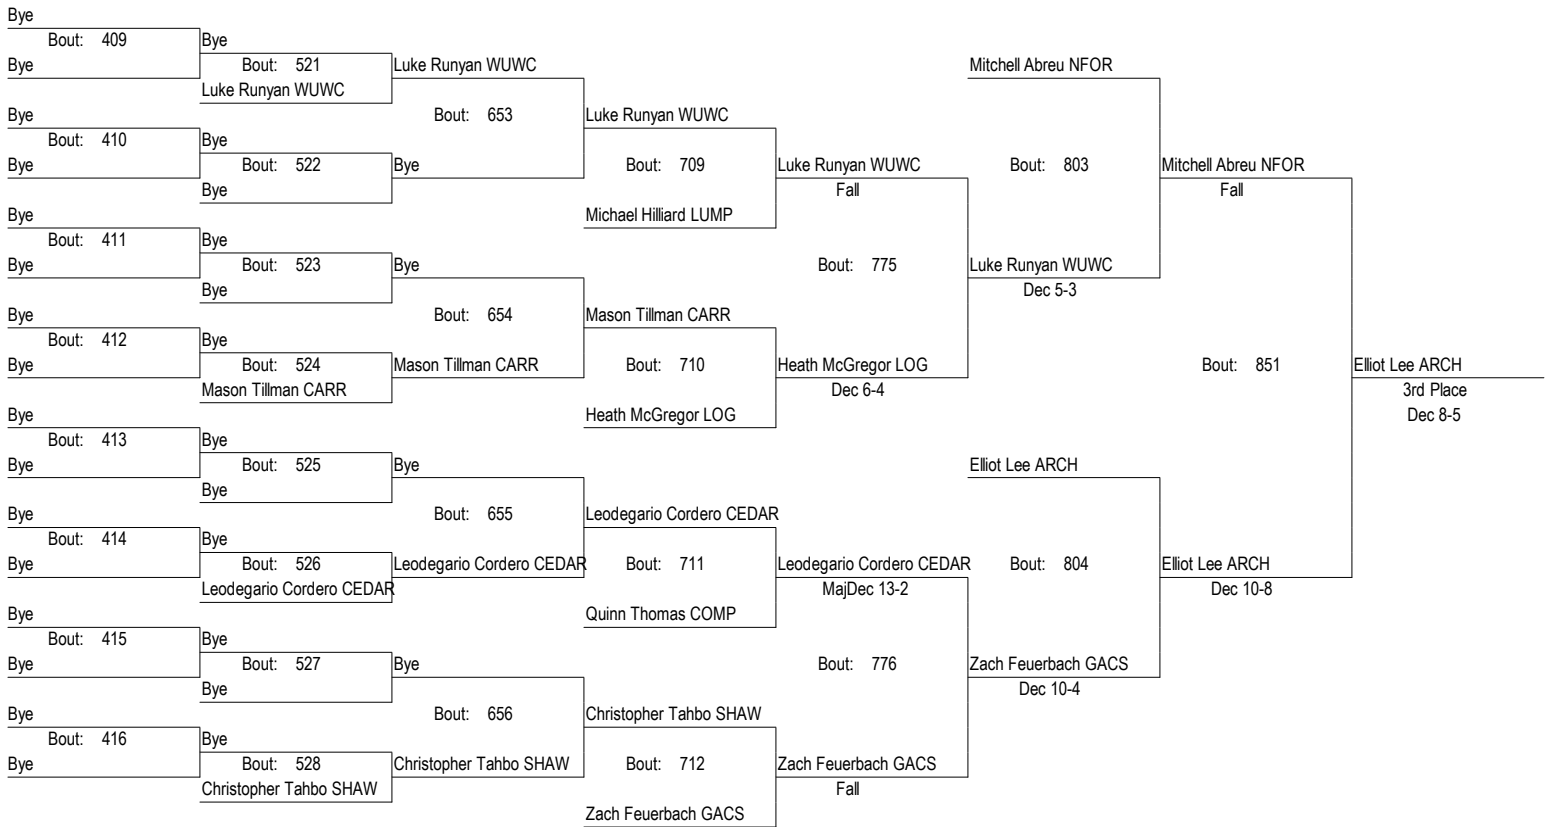 Bye
Bout: 409
Bye
Bye
Bout: 521
Luke Runyan WUWC
Luke Runyan WUWC
Bout: 653
Bye
Bout: 410
Bye
Bye
Bout: 522
Bye
Bye
Luke Runyan WUWC
Bout: 709
Michael Hilliard LUMP
Luke Runyan WUWC
Fall
Bye
Bout: 411
Bye
Bye
Bout: 523
Bye
Bye
Bout: 654
Bye
Bout: 412
Bye
Bye
Bout: 524
Mason Tillman CARR
Mason Tillman CARR
Mason Tillman CARR
Bout: 710
Heath McGregor LOG
Heath McGregor LOG
Dec 6-4
Bout: 775
Luke Runyan WUWC
Dec 5-3
Mitchell Abreu NFOR
Bout: 803
Mitchell Abreu NFOR
Fall
Bye
Bout: 413
Bye
Bye
Bout: 525
Bye
Bye
Bout: 655
Bye
Bout: 414
Bye
Bye
Bout: 526
Leodegario Cordero CEDAR
Leodegario Cordero CEDAR
Leodegario Cordero CEDAR
Bout: 711
Quinn Thomas COMP
Leodegario Cordero CEDAR
MajDec 13-2
Bye
Bout: 415
Bye
Bye
Bout: 527
Bye
Bye
Bout: 656
Bye
Bout: 416
Bye
Bye
Bout: 528
Christopher Tahbo SHAW
Christopher Tahbo SHAW
Christopher Tahbo SHAW
Bout: 712
Zach Feuerbach GACS
Zach Feuerbach GACS
Fall
Bout: 776
Zach Feuerbach GACS
Dec 10-4
Elliot Lee ARCH
Bout: 804
Elliot Lee ARCH
Dec 10-8
Bout: 851
Elliot Lee ARCH
3rd Place
Dec 8-5